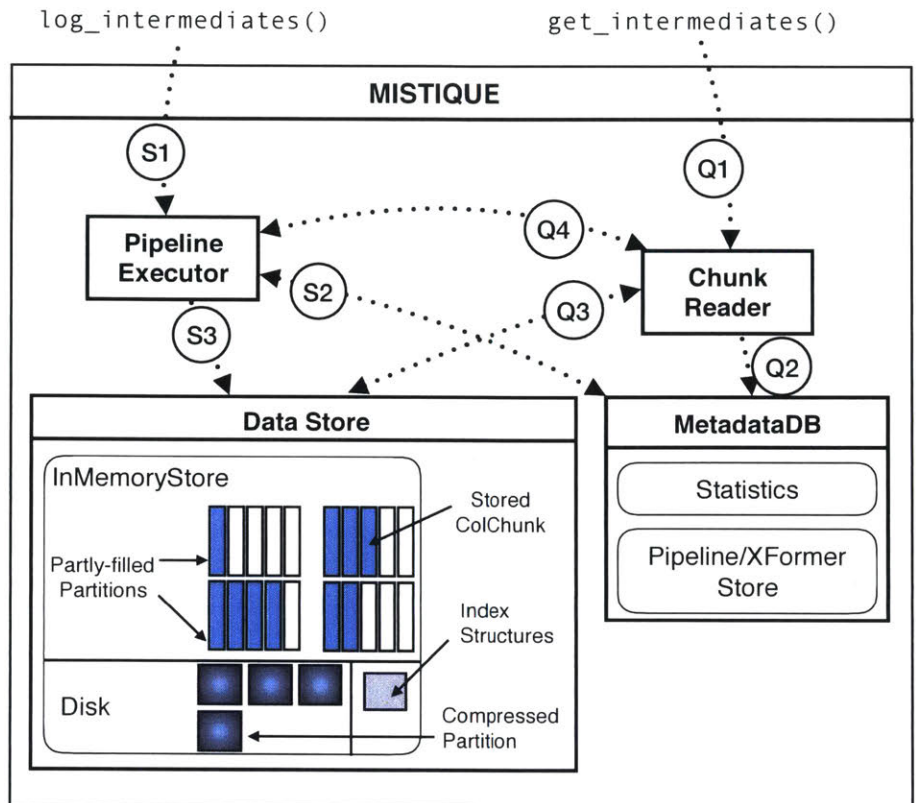 log_intermediates()
get_intermediates()
MISTIQUE
S1
Q1
Pipeline
Executor
Q4
Chunk
Reader
S2
Q3
S3
Q2
Data Store
MetadataDB
InMemoryStore
Stored
ColChunk
Statistics
Partly-filled
Partitions
Pipeline/XFormer
Store
Index
Structures
Disk
Compressed
Partition